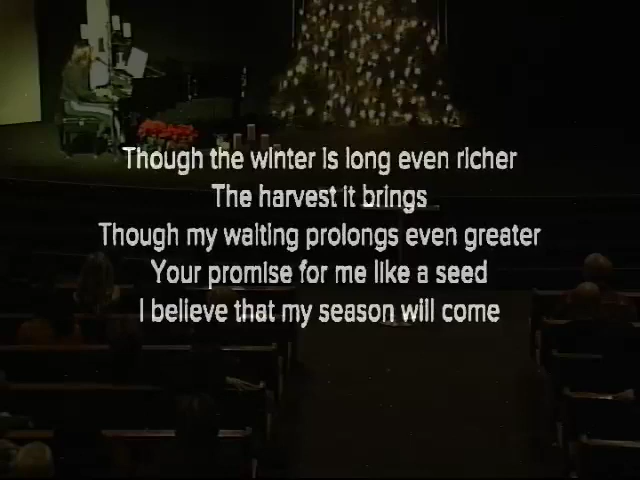 Though the winter is long even richer
The harvest it brings
Though my waiting prolongs even greater
Your promise for me like a seed
I believe that my season will come